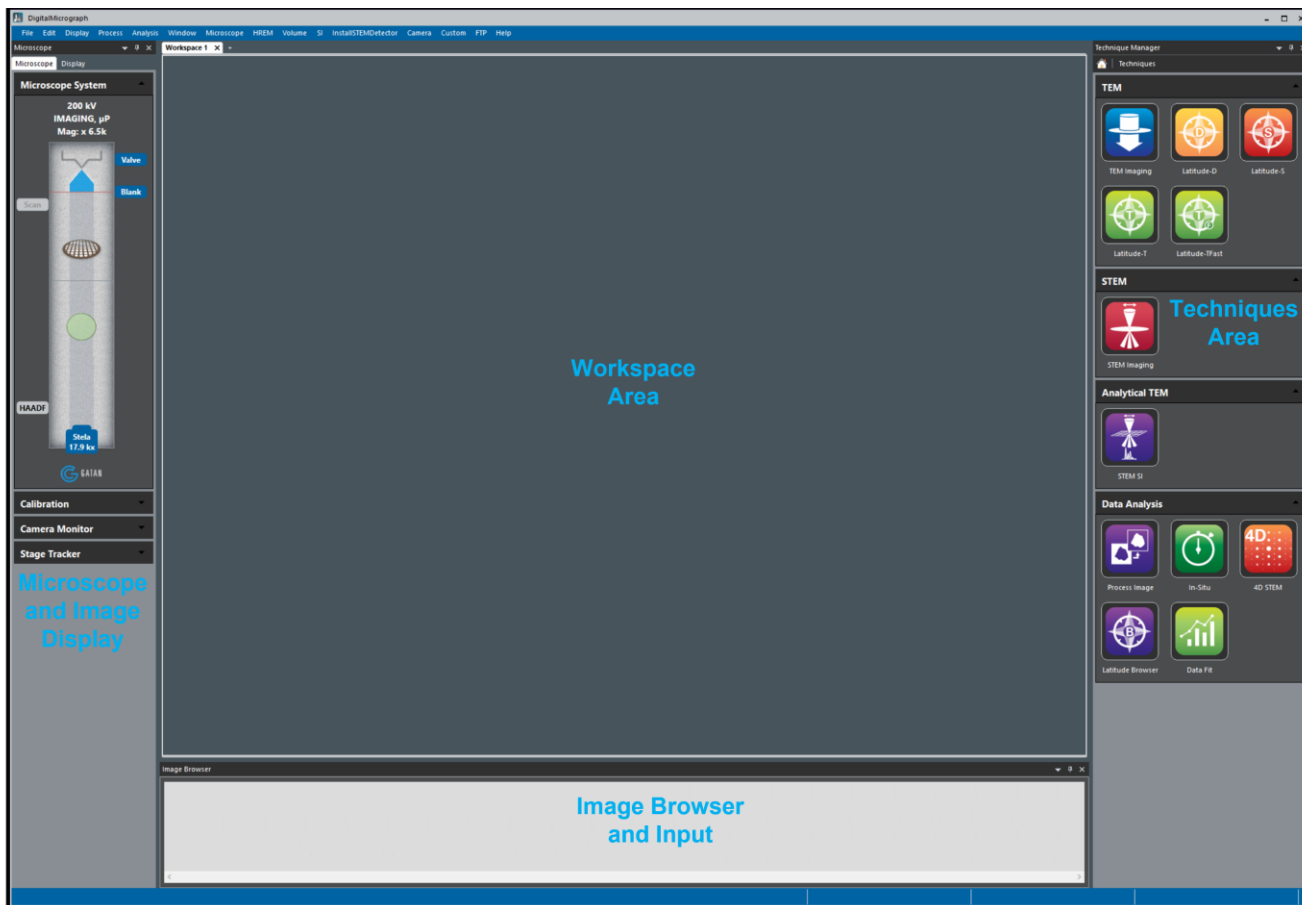 DigitalMicrograph
File Edit Display Process Analysis Window Microscope HREM Volume SI InstallSTEMDetector Camera Custom FTP Help
Microscope
Microscope Display
Microscope System
200 kV
IMAGING, µP
Mag: x 6.5k
Valve
Blank
Scan
HAADF
Stela
17.9 kx
GATAN
Calibration
Camera Monitor
Stage Tracker
Microscope
and Image
Display
Workspace 1
Workspace
Area
Image Browser
Image Browser
and Input
Technique Manager
Techniques
TEM
D
S
TEM Imaging Latitude-D Latitude-S
T
T
Latitude-T Latitude-TFast
STEM
Techniques
Area
STEM Imaging
Analytical TEM
STEM SI
Data Analysis
4D
Process Image In-Situ 4D STEM
B
Latitude Browser Data Fit